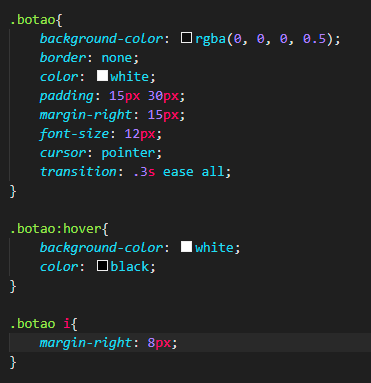 .botao{
    background-color: rgba(0, 0, 0, 0.5);
    border: none;
    color: white;
    padding: 15px 30px;
    margin-right: 15px;
    font-size: 12px;
    cursor: pointer;
    transition: .3s ease all;
}

.botao:hover{
    background-color: white;
    color: black;
}

.botao i{
    margin-right: 8px;
}